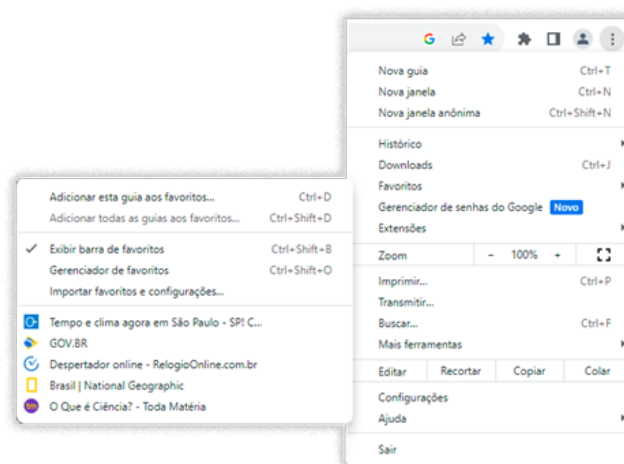 Nova guia Ctrl+T
Nova janela Ctrl+N
Nova janela anônima Ctrl+Shift+N
Histórico
Downloads Ctrl+J
Favoritos
Gerenciador de senhas do Google Novo
Extensões
Zoom - 100% +
Imprimir... Ctrl+P
Transmitir...
Buscar... Ctrl+F
Mais ferramentas
Editar Recortar Copiar Colar
Configurações
Ajuda
Sair
Adicionar esta guia aos favoritos... Ctrl+D
Adicionar todas as guias aos favoritos... Ctrl+Shift+D
Exibir barra de favoritos Ctrl+Shift+B
Gerenciador de favoritos Ctrl+Shift+O
Importar favoritos e configurações...
Tempo e clima agora em São Paulo - SP! C...
GOV.BR
Despertador online - RelogioOnline.com.br
Brasil | National Geographic
O Que é Ciência? - Toda Matéria